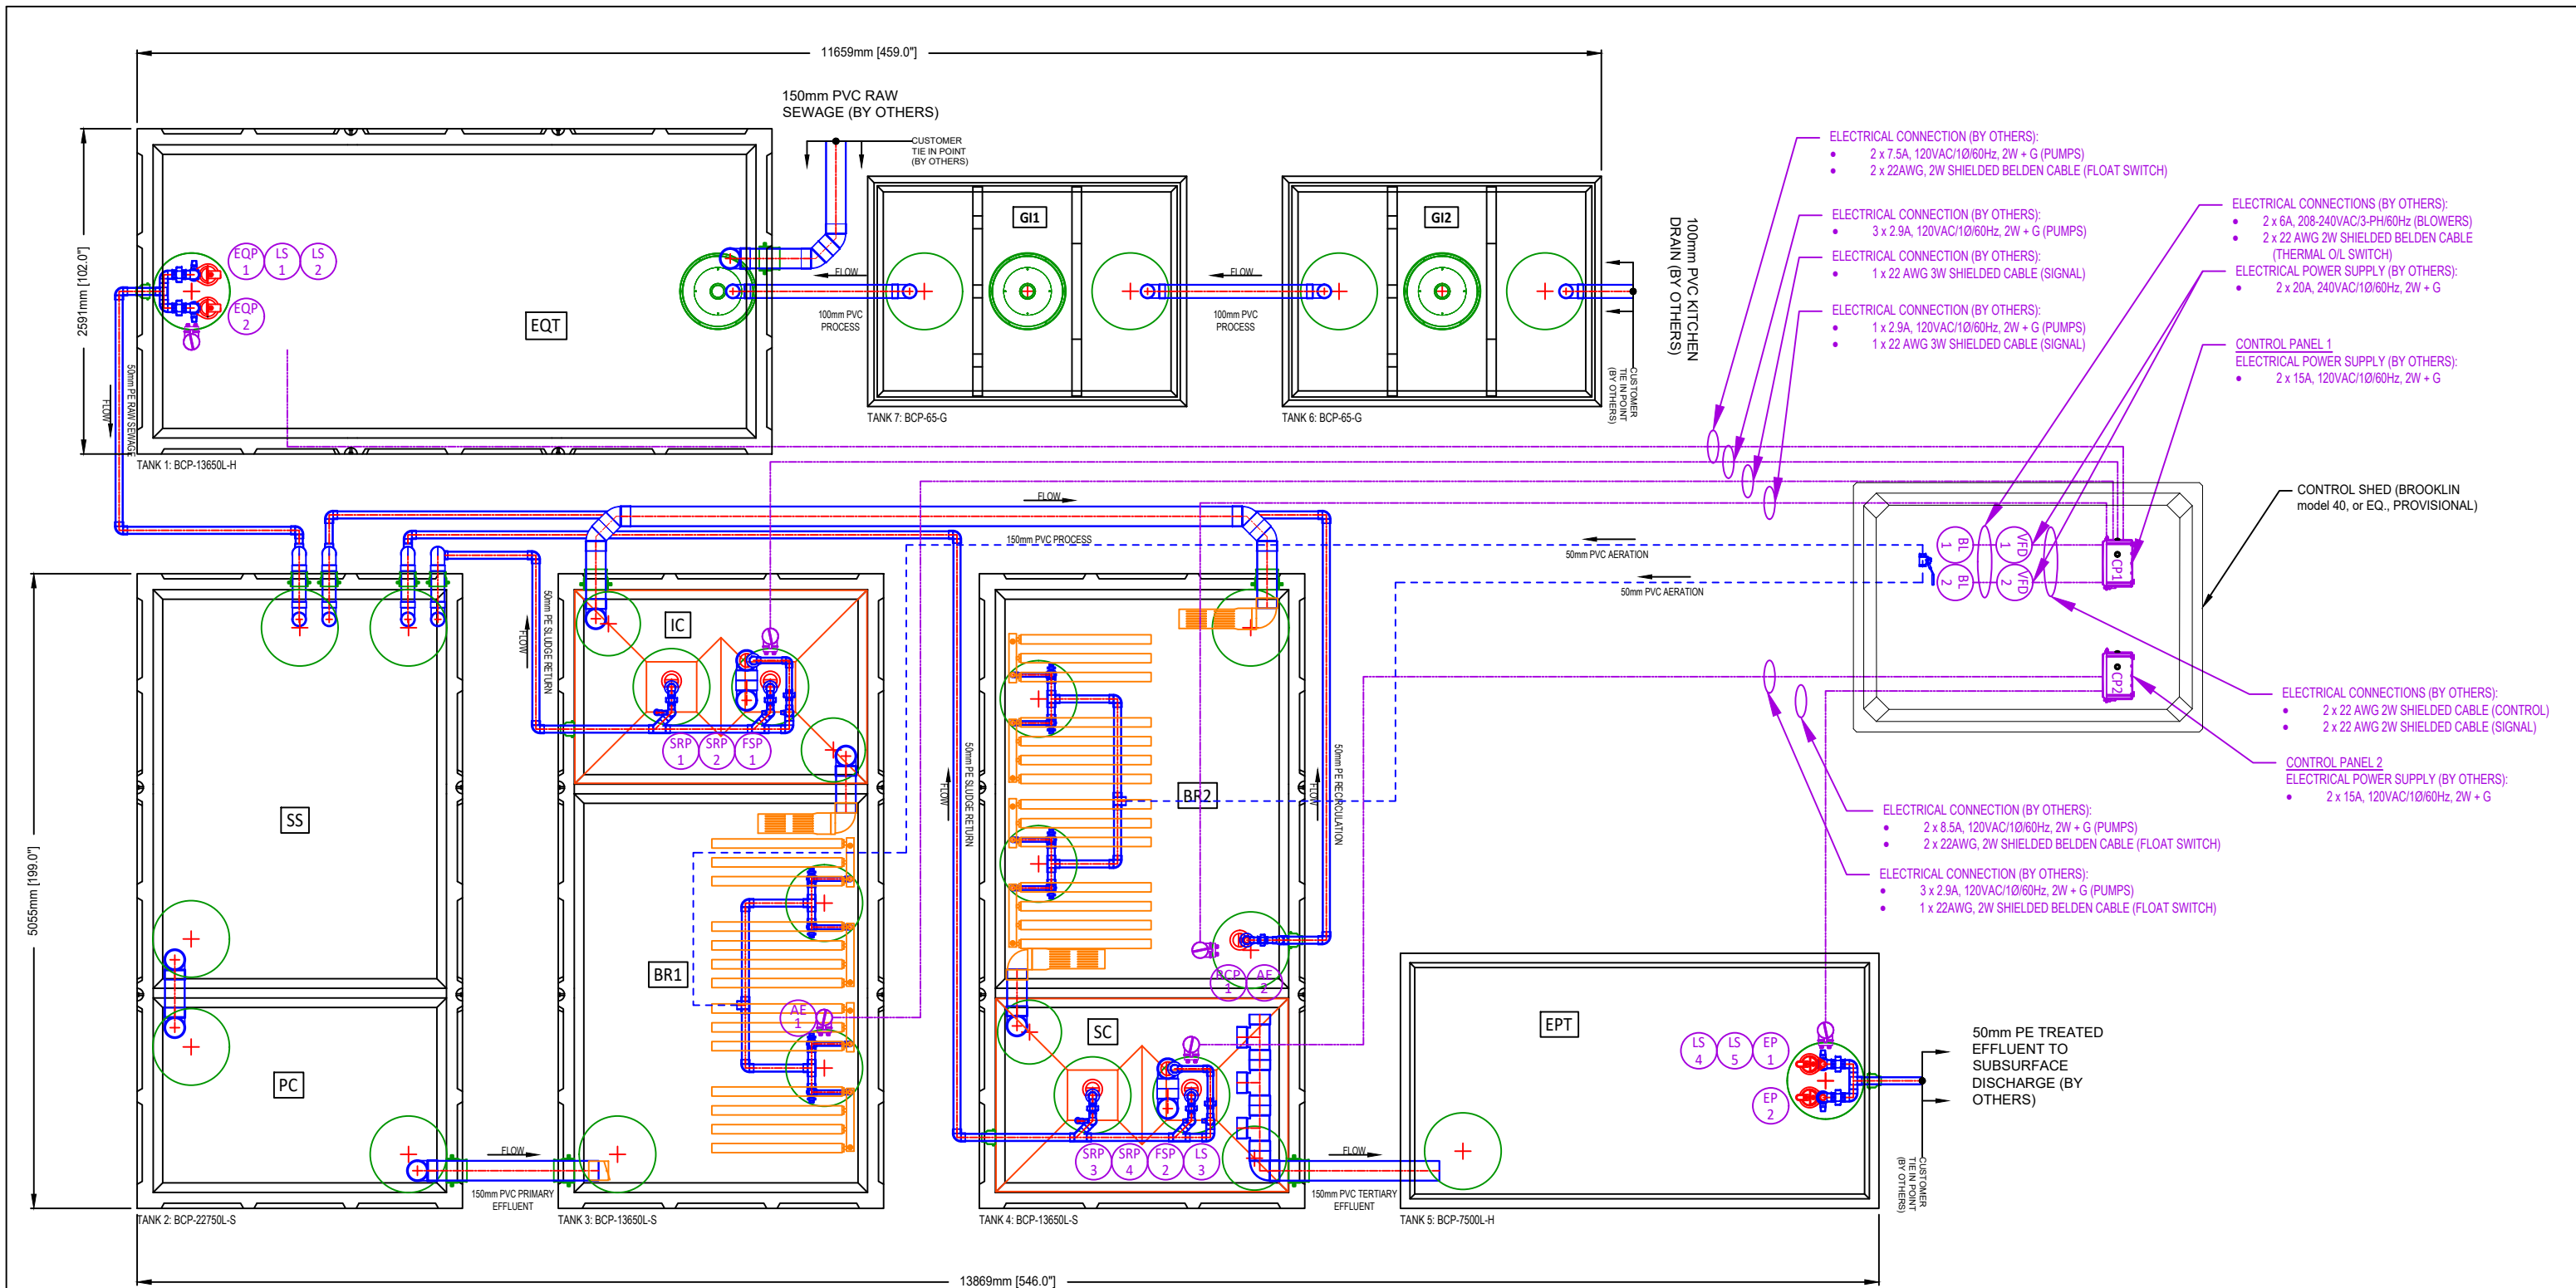 11659mm [459.0"]
150mm PVC RAW
SEWAGE (BY OTHERS)
CUSTOMER
TIE IN POINT
(BY OTHERS)
2591mm [102.0"]
EQP
1
LS
1
LS
2
EQP
2
EQT
50mm PE RAW SEWAGE
FLOW
TANK 1: BCP-13650L-H
FLOW
100mm PVC
PROCESS
GI1
TANK 7: BCP-65-G
FLOW
100mm PVC
PROCESS
GI2
TANK 6: BCP-65-G
100mm PVC KITCHEN
DRAIN (BY OTHERS)
CUSTOMER
TIE IN POINT
(BY OTHERS)
ELECTRICAL CONNECTION (BY OTHERS):
• 2 x 7.5A, 120VAC/1Ø/60Hz, 2W + G (PUMPS)
• 2 x 22AWG, 2W SHIELDED BELDEN CABLE (FLOAT SWITCH)
ELECTRICAL CONNECTION (BY OTHERS):
• 3 x 2.9A, 120VAC/1Ø/60Hz, 2W + G (PUMPS)
ELECTRICAL CONNECTION (BY OTHERS):
• 1 x 22 AWG 3W SHIELDED CABLE (SIGNAL)
ELECTRICAL CONNECTION (BY OTHERS):
• 1 x 2.9A, 120VAC/1Ø/60Hz, 2W + G (PUMPS)
• 1 x 22 AWG 3W SHIELDED CABLE (SIGNAL)
ELECTRICAL CONNECTIONS (BY OTHERS):
• 2 x 6A, 208-240VAC/3-PH/60Hz (BLOWERS)
• 2 x 22 AWG 2W SHIELDED BELDEN CABLE
(THERMAL O/L SWITCH)
ELECTRICAL POWER SUPPLY (BY OTHERS):
• 2 x 20A, 240VAC/1Ø/60Hz, 2W + G
CONTROL PANEL 1
ELECTRICAL POWER SUPPLY (BY OTHERS):
• 2 x 15A, 120VAC/1Ø/60Hz, 2W + G
CONTROL SHED (BROOKLIN
model 40, or EQ., PROVISIONAL)
BL
1
VFD
1
BL
2
VFD
2
CP1
CP2
ELECTRICAL CONNECTIONS (BY OTHERS):
• 2 x 22 AWG 2W SHIELDED CABLE (CONTROL)
• 2 x 22 AWG 2W SHIELDED CABLE (SIGNAL)
CONTROL PANEL 2
ELECTRICAL POWER SUPPLY (BY OTHERS):
• 2 x 15A, 120VAC/1Ø/60Hz, 2W + G
ELECTRICAL CONNECTION (BY OTHERS):
• 2 x 8.5A, 120VAC/1Ø/60Hz, 2W + G (PUMPS)
• 2 x 22AWG, 2W SHIELDED BELDEN CABLE (FLOAT SWITCH)
ELECTRICAL CONNECTION (BY OTHERS):
• 3 x 2.9A, 120VAC/1Ø/60Hz, 2W + G (PUMPS)
• 1 x 22AWG, 2W SHIELDED BELDEN CABLE (FLOAT SWITCH)
FLOW
150mm PVC PROCESS
50mm PVC AERATION
50mm PVC AERATION
5055mm [199.0"]
SS
PC
TANK 2: BCP-22750L-S
FLOW
50mm PE SLUDGE RETURN
FLOW
150mm PVC PRIMARY
EFFLUENT
IC
SRP
1
SRP
2
FSP
1
BR1
AE
1
TANK 3: BCP-13650L-S
50mm PE SLUDGE RETURN
FLOW
BR2
50mm PE RECIRCULATION
FLOW
RCP
1
AE
2
SC
SRP
3
SRP
4
FSP
2
LS
3
TANK 4: BCP-13650L-S
FLOW
150mm PVC TERTIARY
EFFLUENT
EPT
LS
4
LS
5
EP
1
EP
2
TANK 5: BCP-7500L-H
50mm PE TREATED
EFFLUENT TO
SUBSURFACE
DISCHARGE (BY
OTHERS)
CUSTOMER
TIE IN POINT
(BY OTHERS)
13869mm [546.0"]